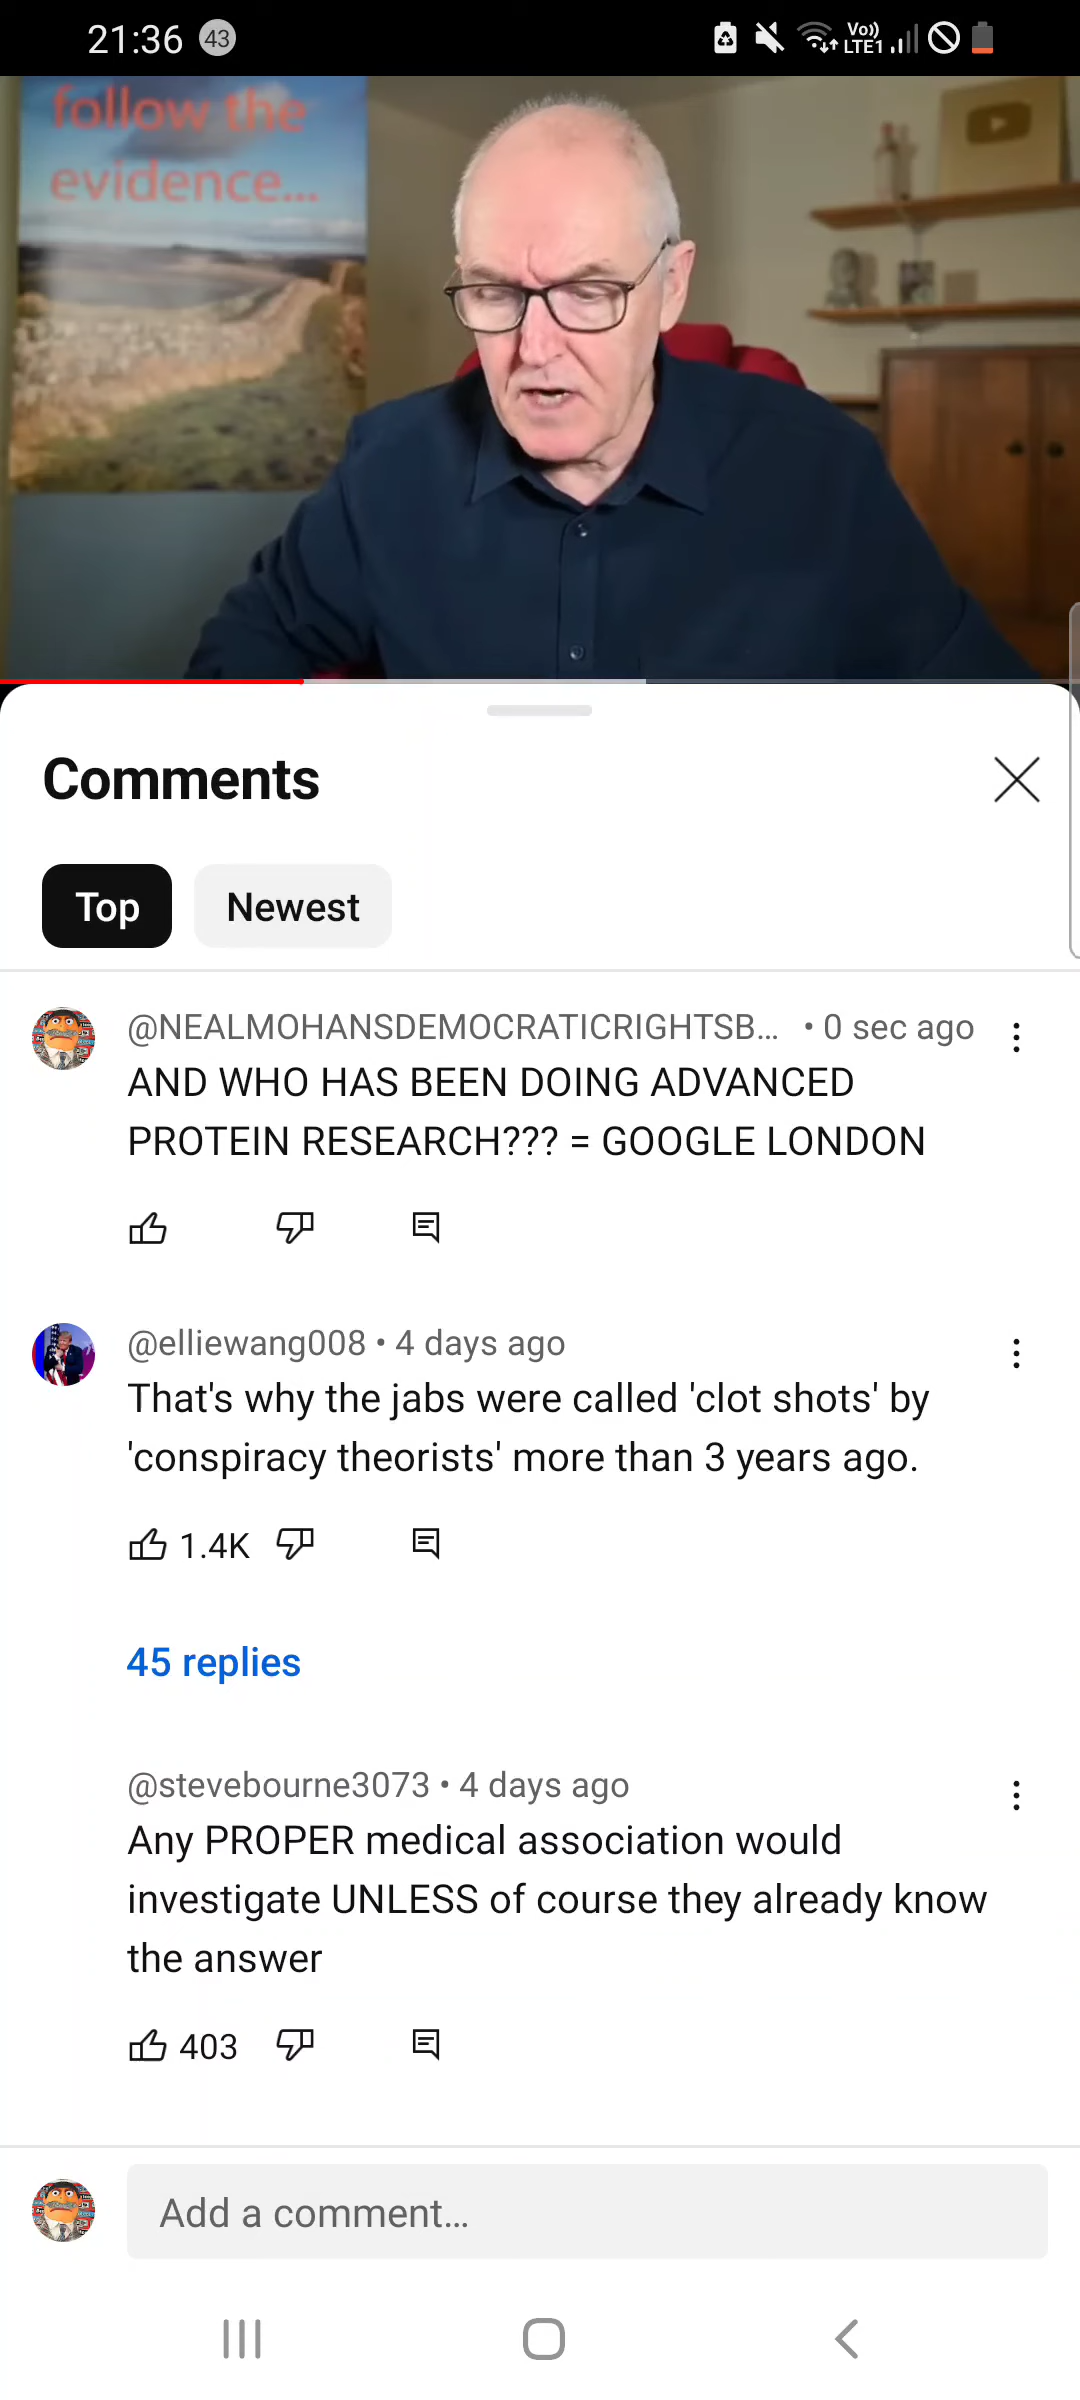 21:36 43
Vo)) LTE1
follow the
evidence...
Comments
Top Newest
@NEALMOHANSDEMOCRATICRIGHTSB... • 0 sec ago
AND WHO HAS BEEN DOING ADVANCED
PROTEIN RESEARCH??? = GOOGLE LONDON
@elliewang008 • 4 days ago
That's why the jabs were called 'clot shots' by
'conspiracy theorists' more than 3 years ago.
1.4K
45 replies
@stevebourne3073 • 4 days ago
Any PROPER medical association would
investigate UNLESS of course they already know
the answer
403
Add a comment...